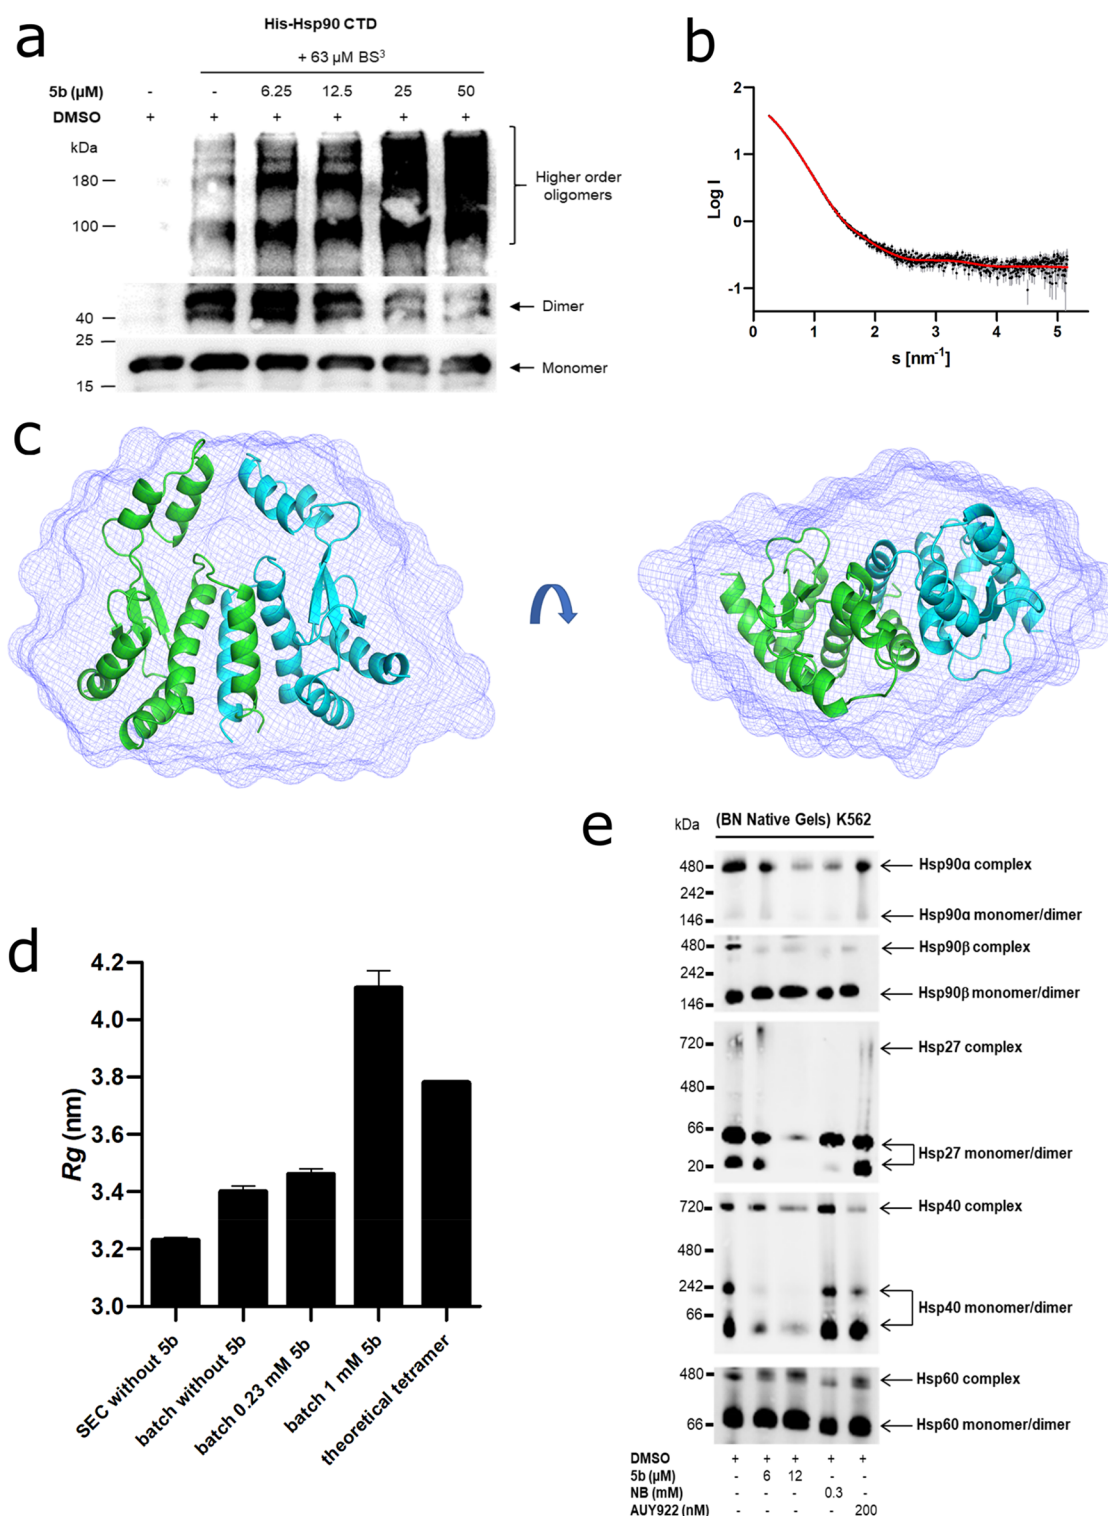 a
His-Hsp90 CTD
+ 63 µM BS³
5b (µM) - - 6.25 12.5 25 50
DMSO + + + + + +
kDa
180
100
40
25
15
Higher order
oligomers
Dimer
Monomer
b
Log I
2
1
0
-1
0 1 2 3 4 5
s [nm⁻¹]
c
d
Rg (nm)
4.2
4.0
3.8
3.6
3.4
3.2
3.0
SEC without 5b
batch without 5b
batch 0.23 mM 5b
batch 1 mM 5b
theoretical tetramer
e
kDa
(BN Native Gels) K562
480 Hsp90α complex
242
146 Hsp90α monomer/dimer
480 Hsp90β complex
242
146 Hsp90β monomer/dimer
720 Hsp27 complex
480
66
20 Hsp27 monomer/dimer
720 Hsp40 complex
480
242
66 Hsp40 monomer/dimer
480 Hsp60 complex
66 Hsp60 monomer/dimer
DMSO + + + + +
5b (µM) - 6 12 - -
NB (mM) - - - 0.3 -
AUY922 (nM) - - - - 200